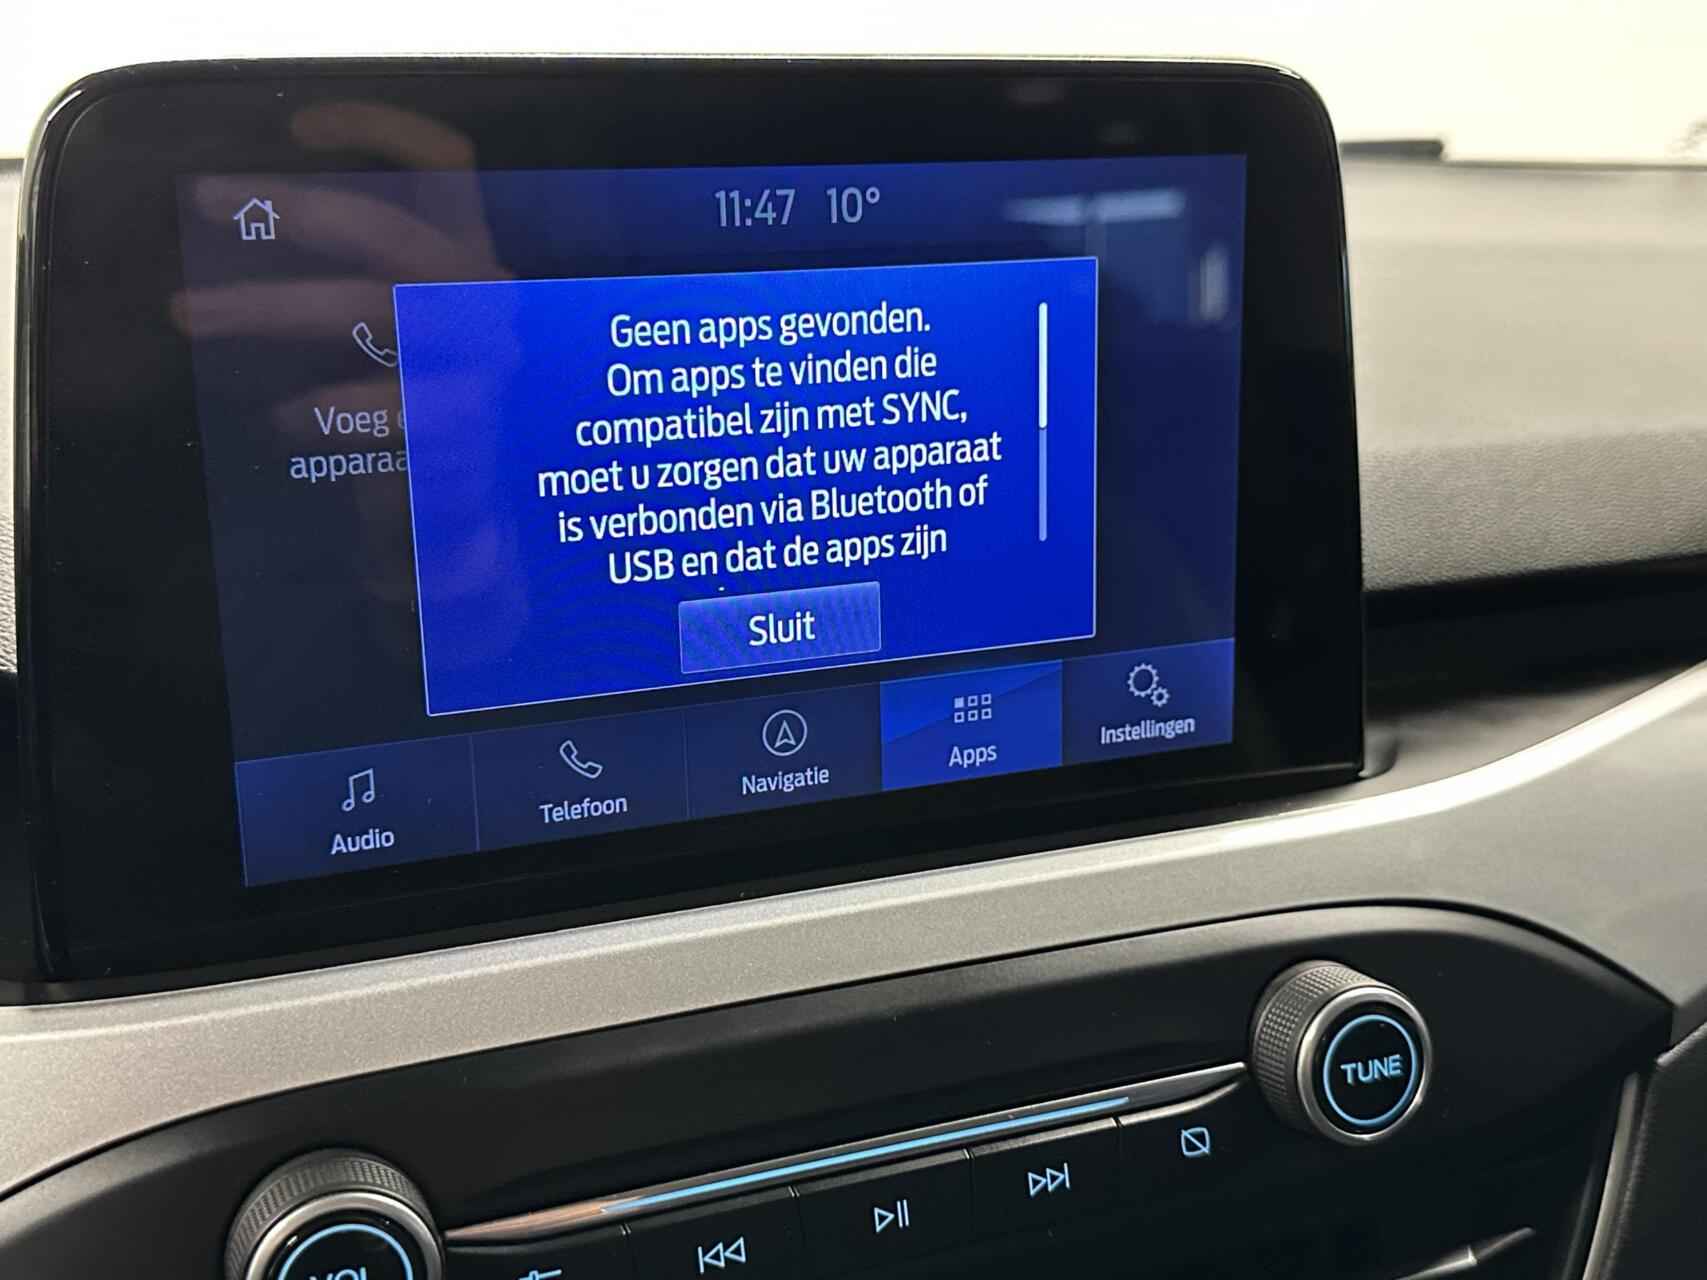 11:47 10°
Voeg
apparaa
Geen apps gevonden.
Om apps te vinden die
compatibel zijn met SYNC,
moet u zorgen dat uw apparaat
is verbonden via Bluetooth of
USB en dat de apps zijn
Sluit
Audio
Telefoon
Navigatie
Apps
Instellingen
TUNE
VOL